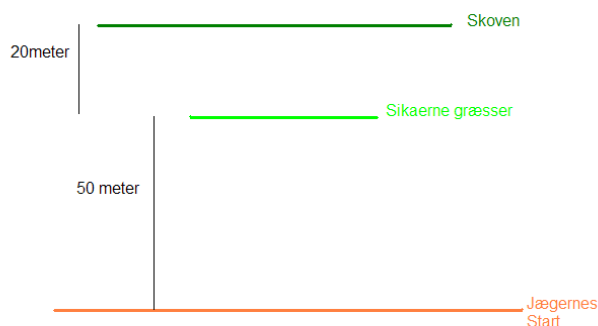 Skoven
20meter
Sikaerne græsser
50 meter
Jægernes
Start